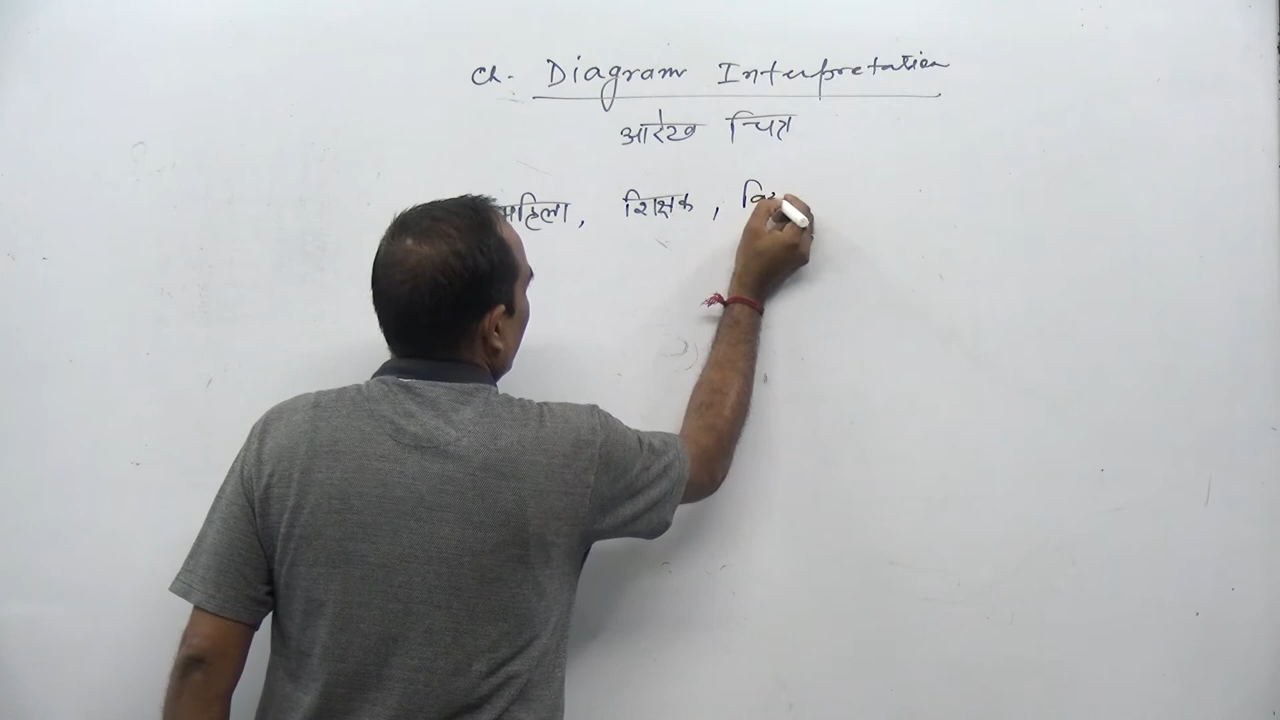 Ch. Diagram Interpretation
आरेख चित्र
महिला, शिक्षक,